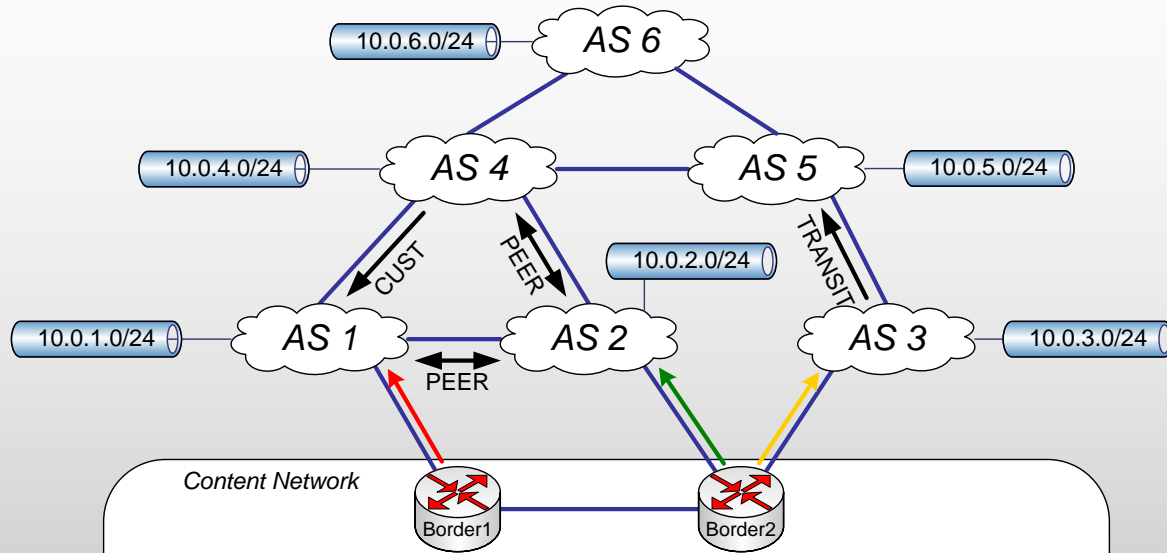 10.0.6.0/24
AS 6
10.0.4.0/24
AS 4
AS 5
10.0.5.0/24
CUST
PEER
10.0.2.0/24
TRANSIT
10.0.1.0/24
AS 1
PEER
AS 2
AS 3
10.0.3.0/24
Content Network
Border1
Border2